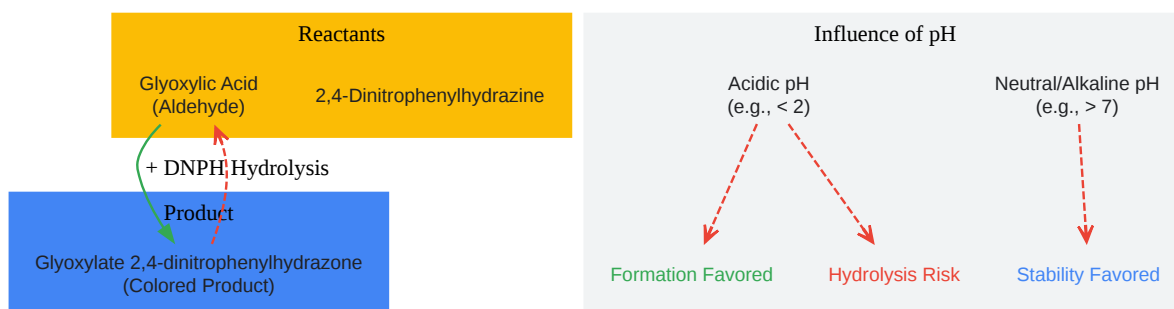 Reactants
Glyoxylic Acid
(Aldehyde)
2,4-Dinitrophenylhydrazine
+ DNPH
Hydrolysis
Product
Glyoxylate 2,4-dinitrophenylhydrazone
(Colored Product)
Influence of pH
Acidic pH
(e.g., < 2)
Neutral/Alkaline pH
(e.g., > 7)
Formation Favored
Hydrolysis Risk
Stability Favored